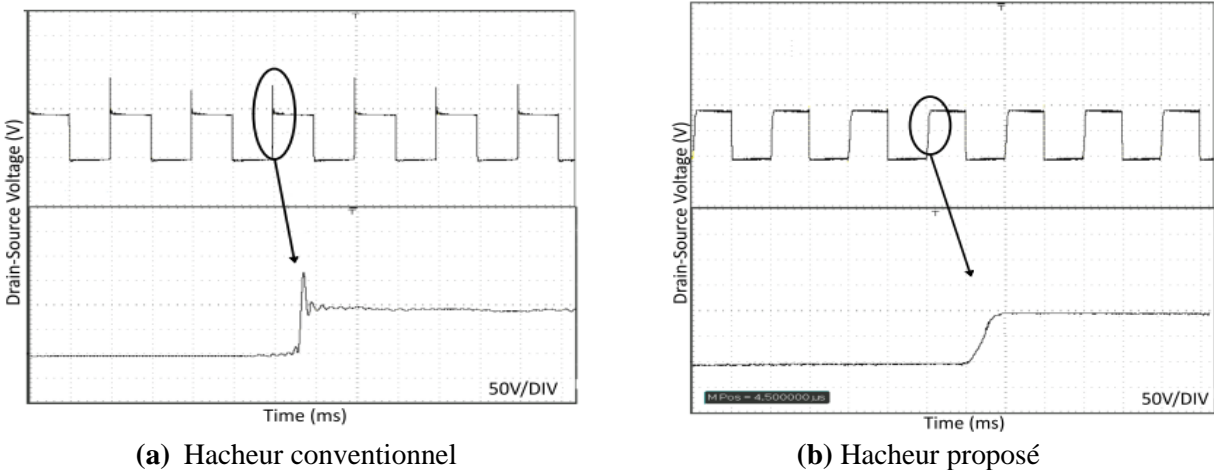 Drain-Source Voltage (V)
50V/DIV
Time (ms)
(a) Hacheur conventionnel
Drain-Source Voltage (V)
M Pos = 4.500000 µs
50V/DIV
Time (ms)
(b) Hacheur proposé